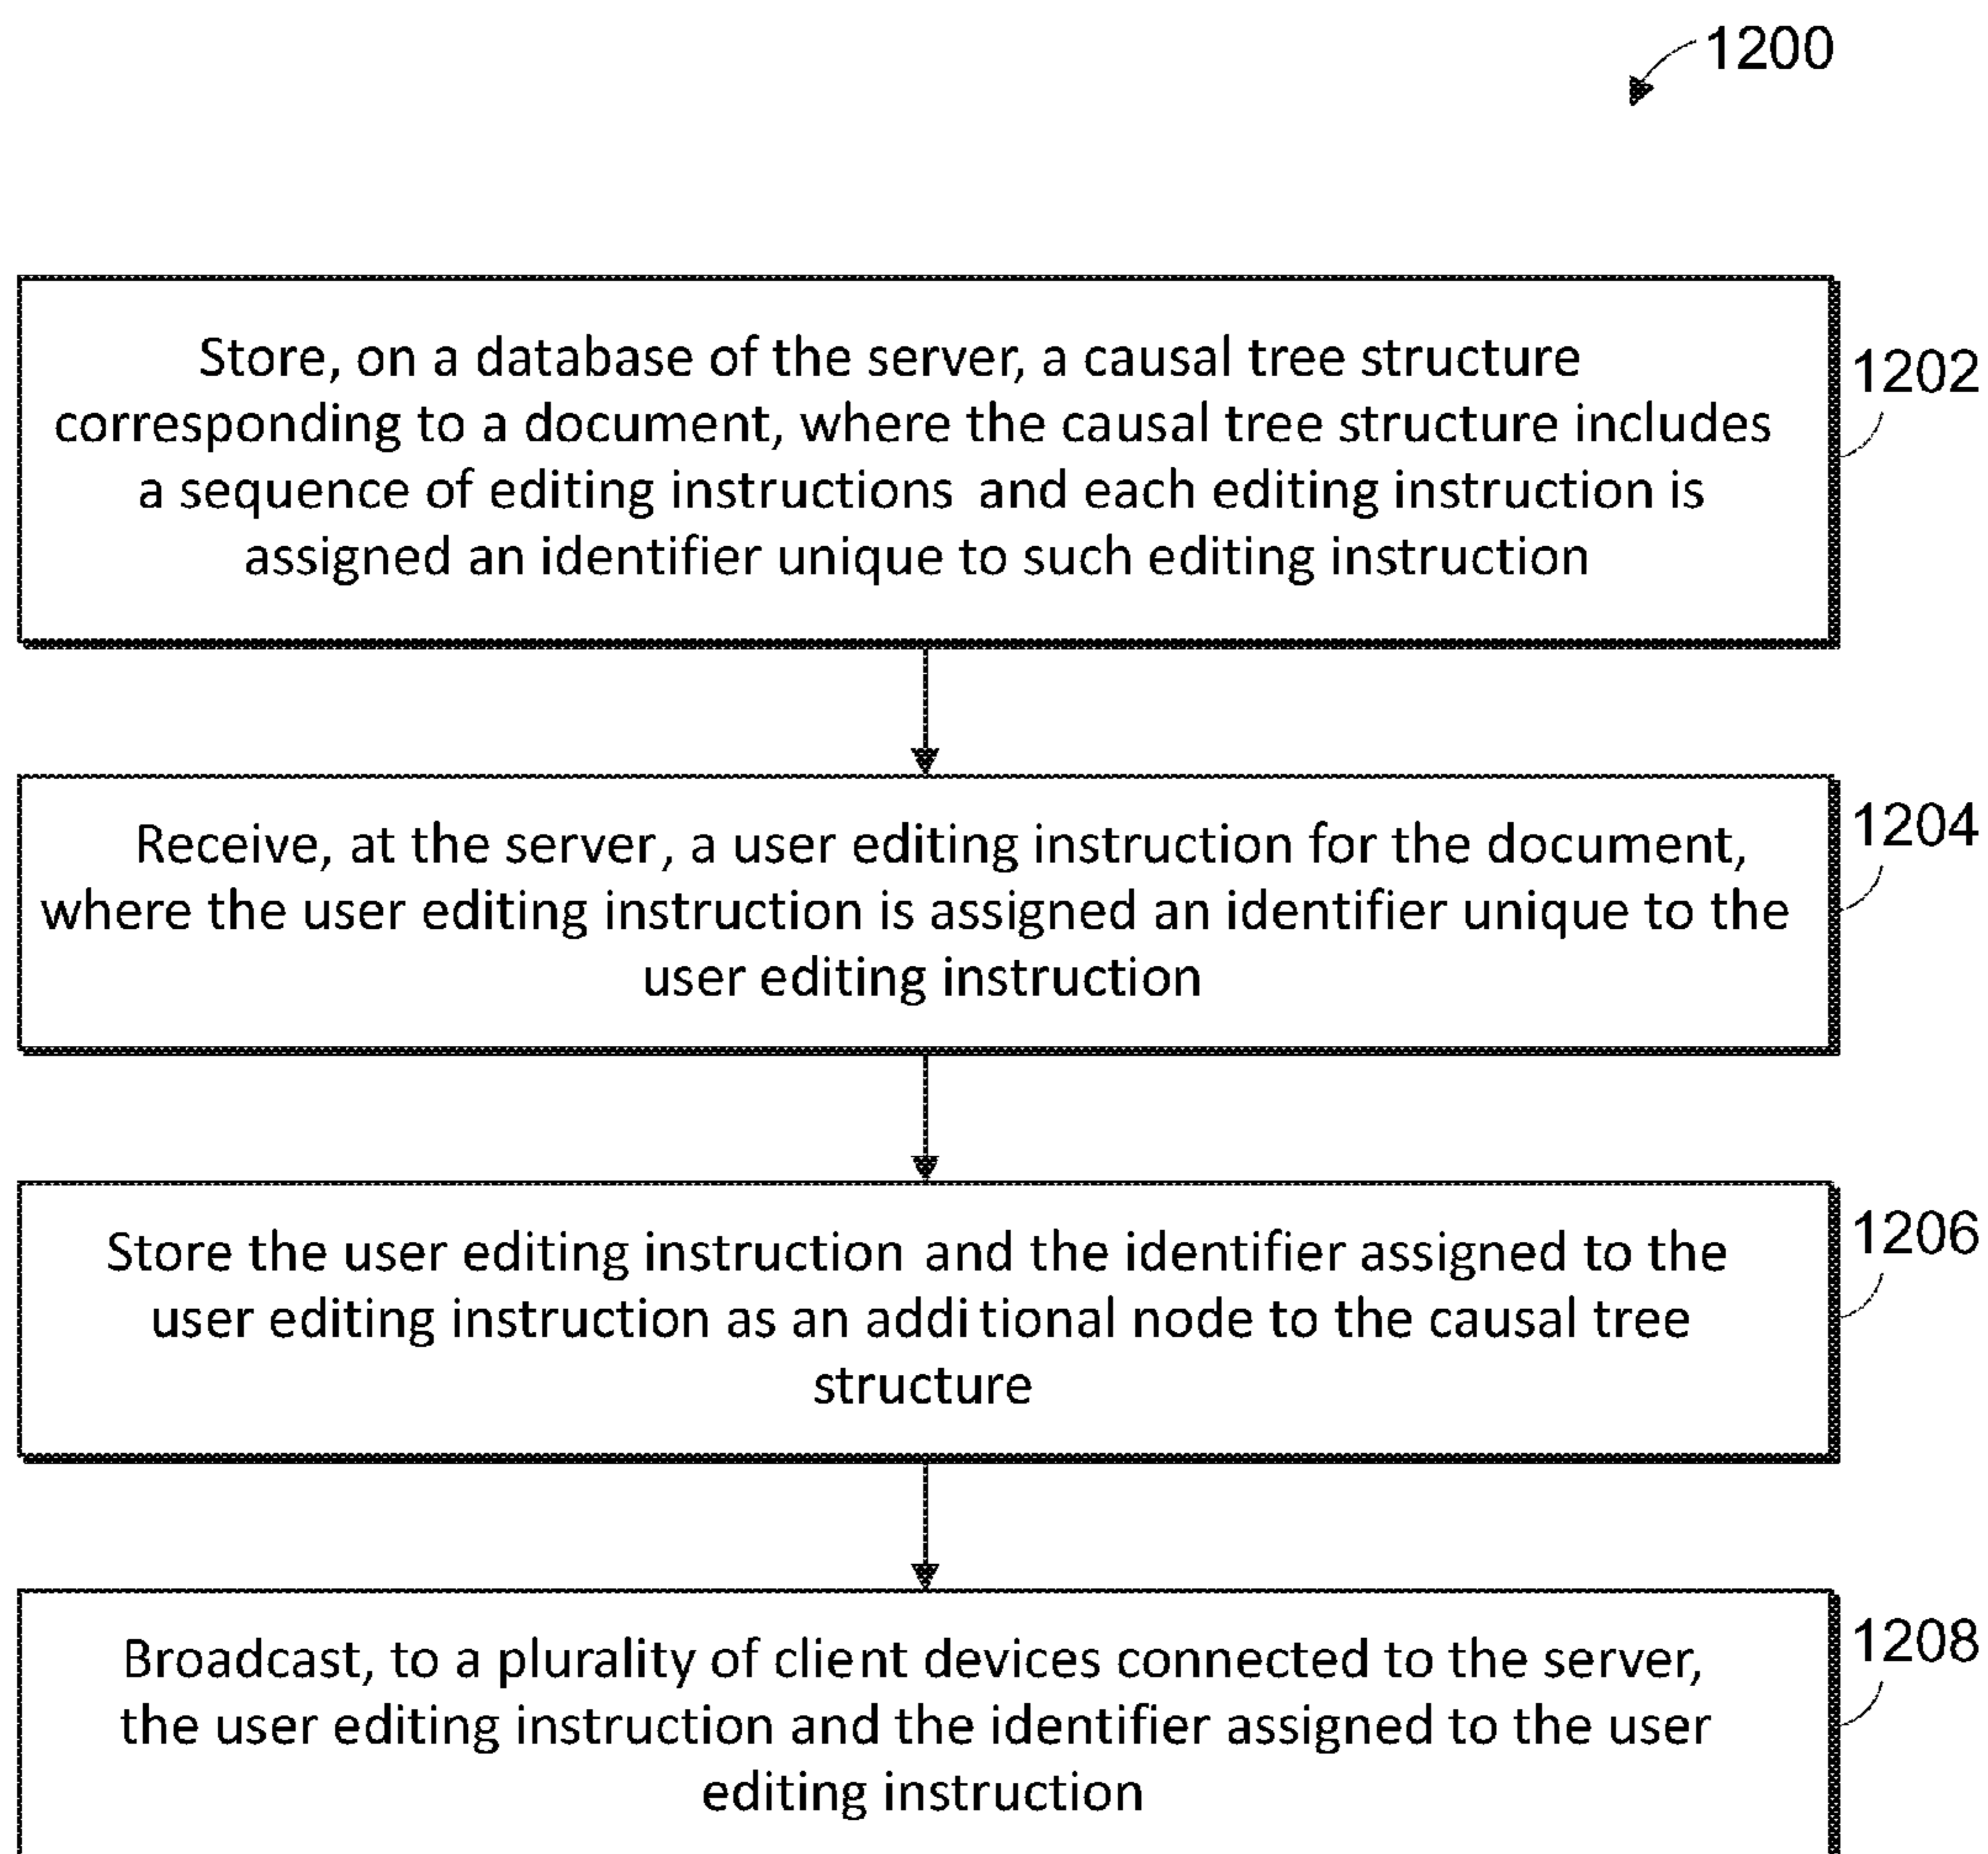 1200
Store, on a database of the server, a causal tree structure
corresponding to a document, where the causal tree structure includes
a sequence of editing instructions and each editing instruction is
assigned an identifier unique to such editing instruction
1202
Receive, at the server, a user editing instruction for the document,
where the user editing instruction is assigned an identifier unique to the
user editing instruction
1204
Store the user editing instruction and the identifier assigned to the
user editing instruction as an additional node to the causal tree
structure
1206
Broadcast, to a plurality of client devices connected to the server,
the user editing instruction and the identifier assigned to the user
editing instruction
1208